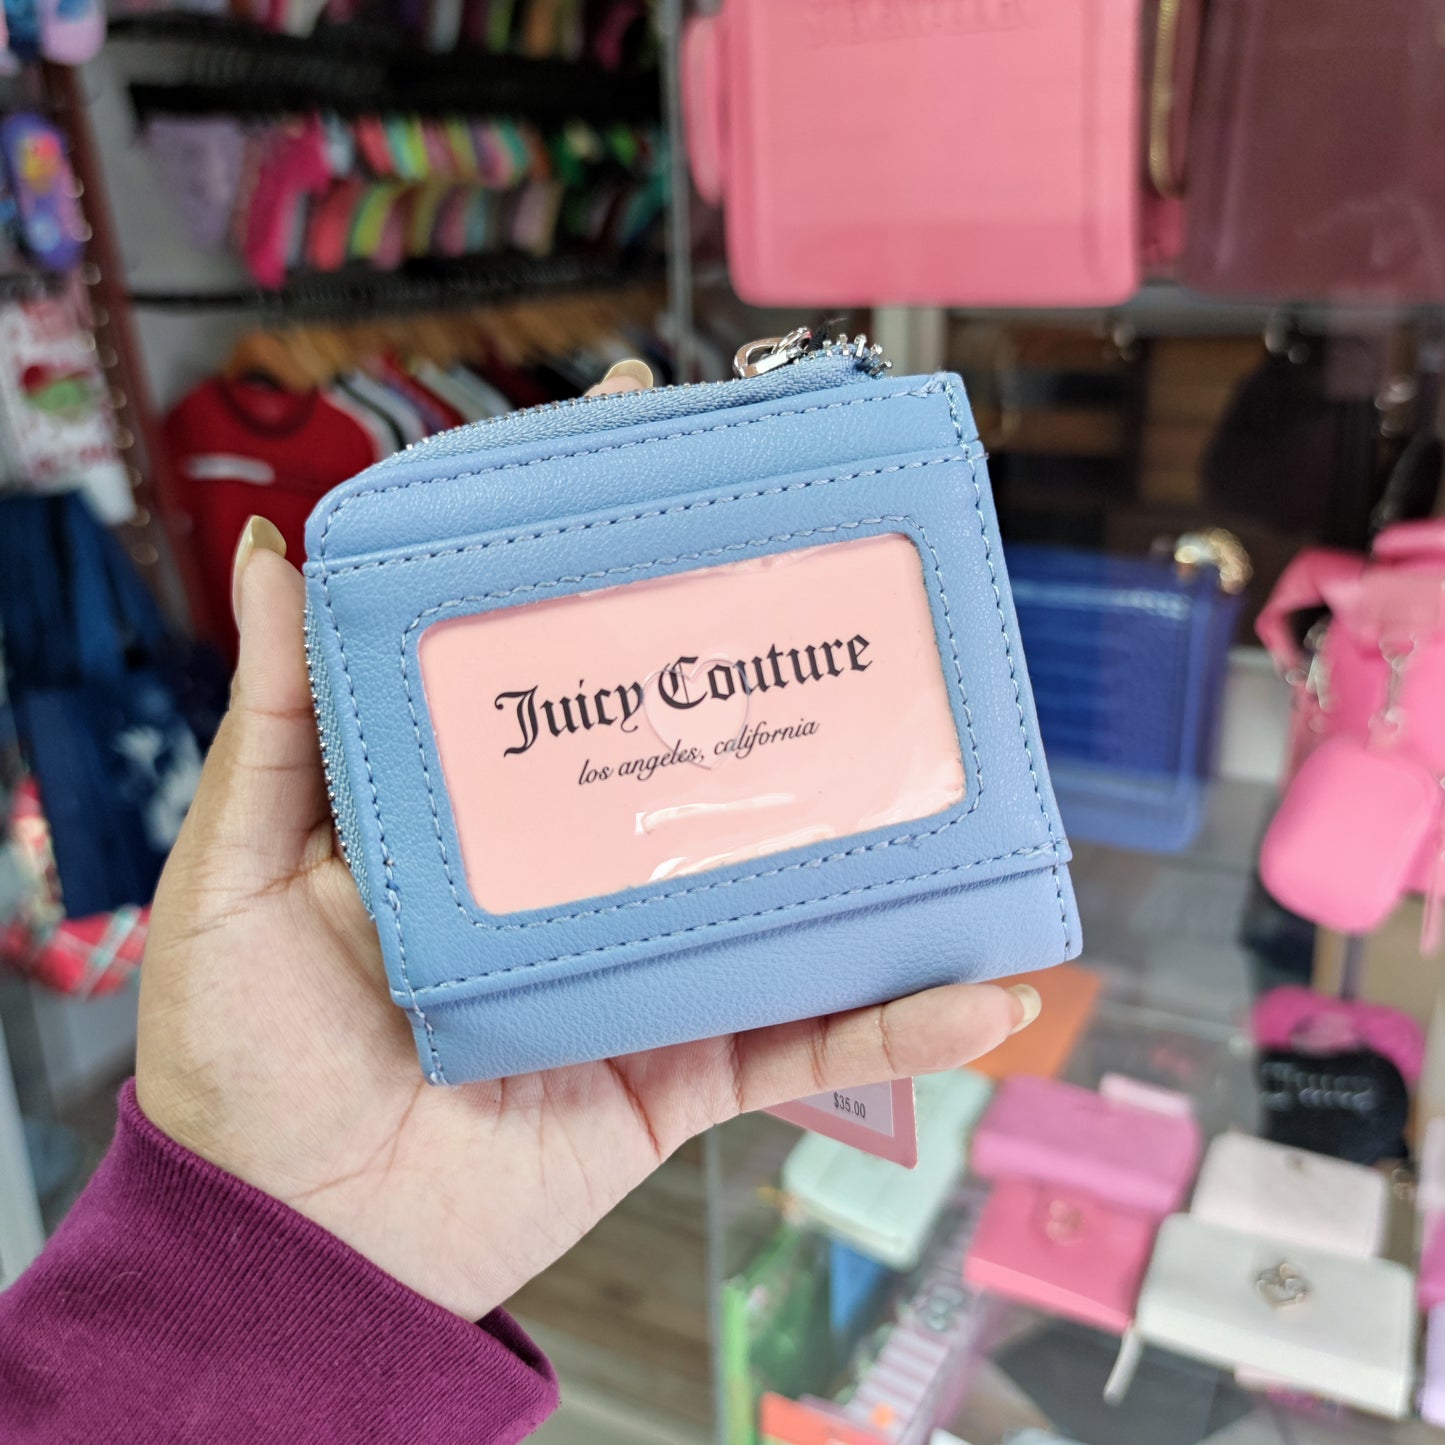 Juicy Couture
los angeles, california
$35.00